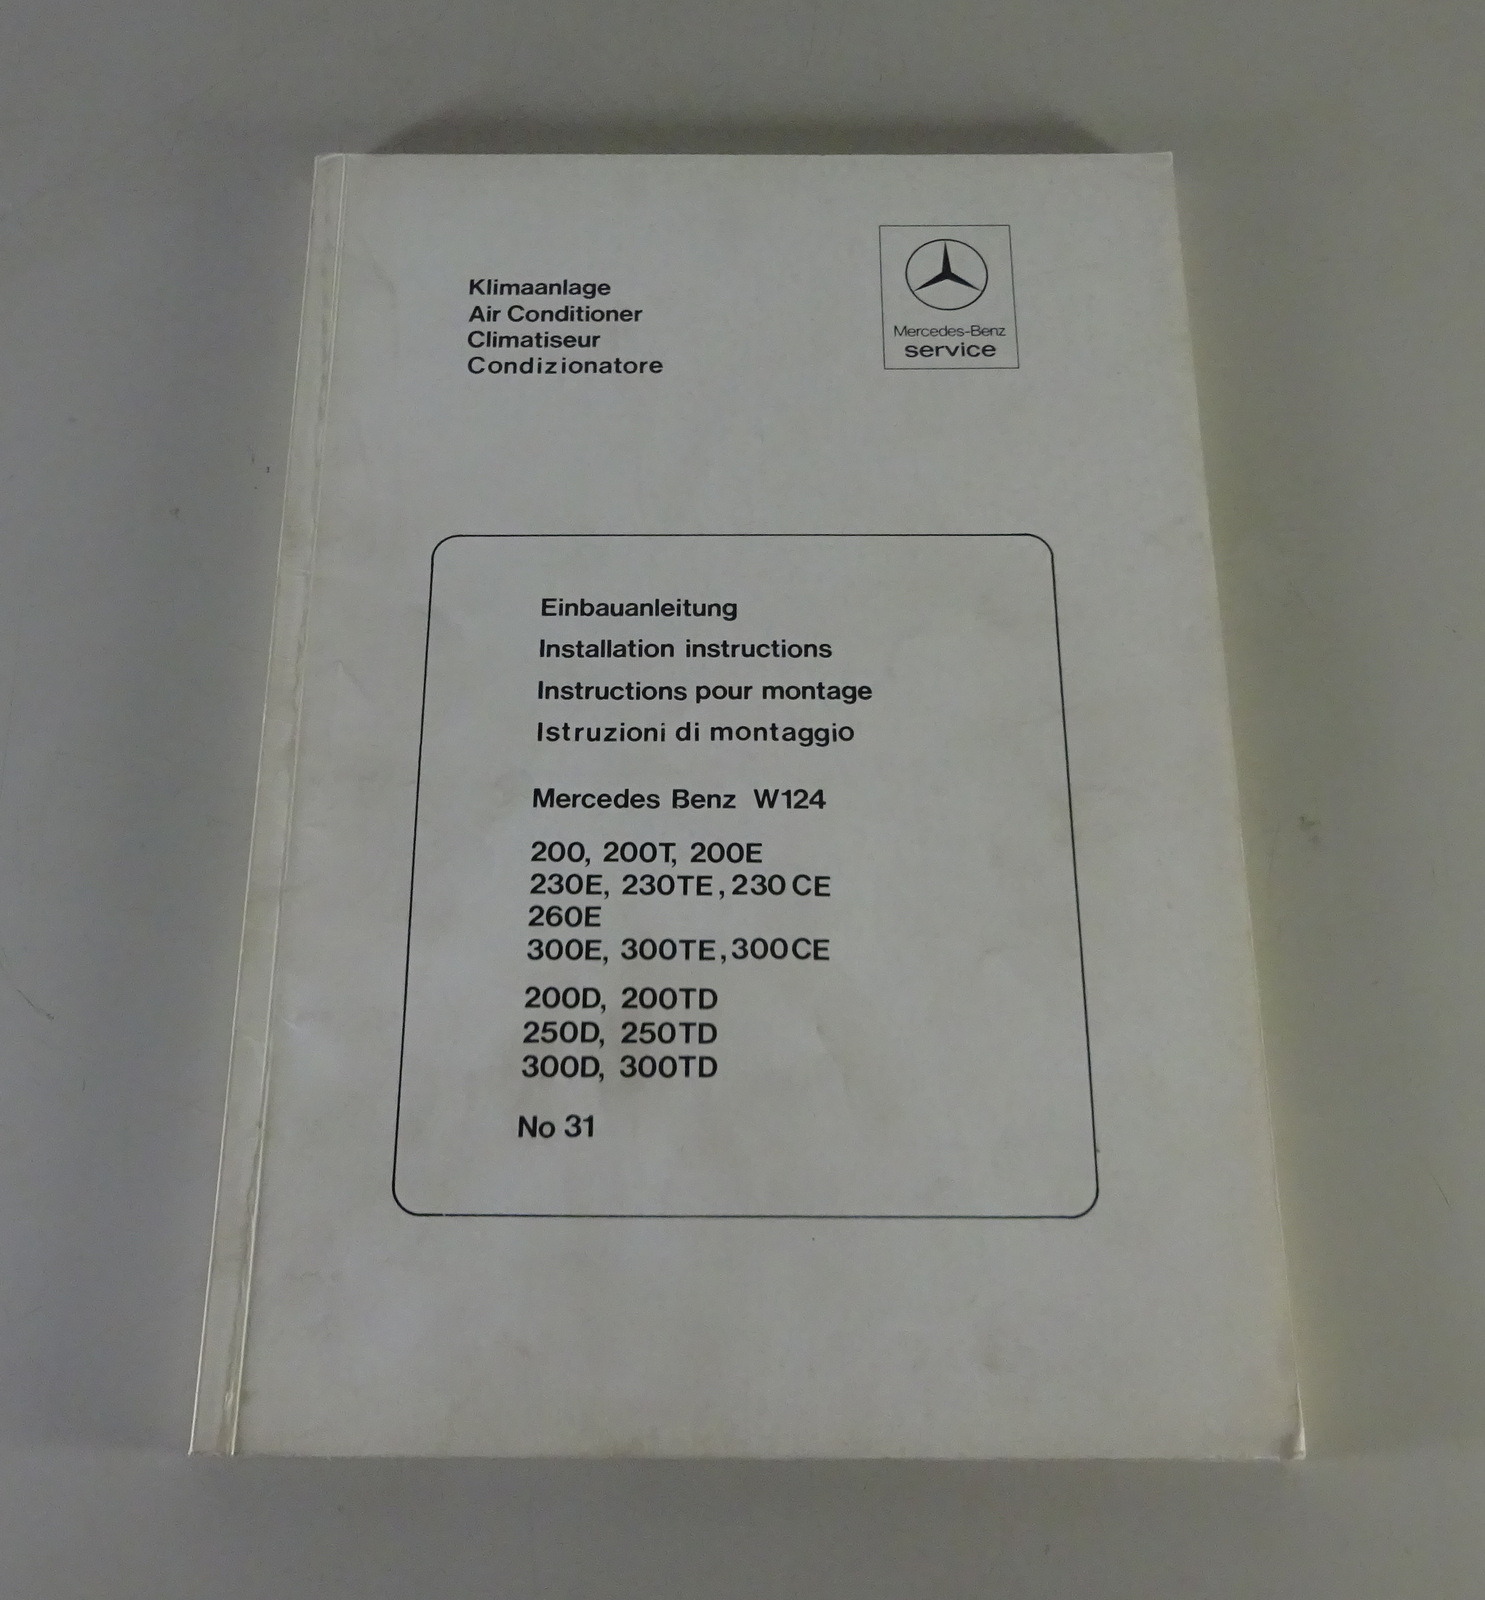 Klimaanlage
Air Conditioner
Climatiseur
Condizionatore
Mercedes-Benz
service
Einbauanleitung
Installation instructions
Instructions pour montage
Istruzioni di montaggio
Mercedes Benz W124
200, 200T, 200E
230E, 230TE, 230CE
260E
300E, 300TE, 300CE
200D, 200TD
250D, 250TD
300D, 300TD
No 31